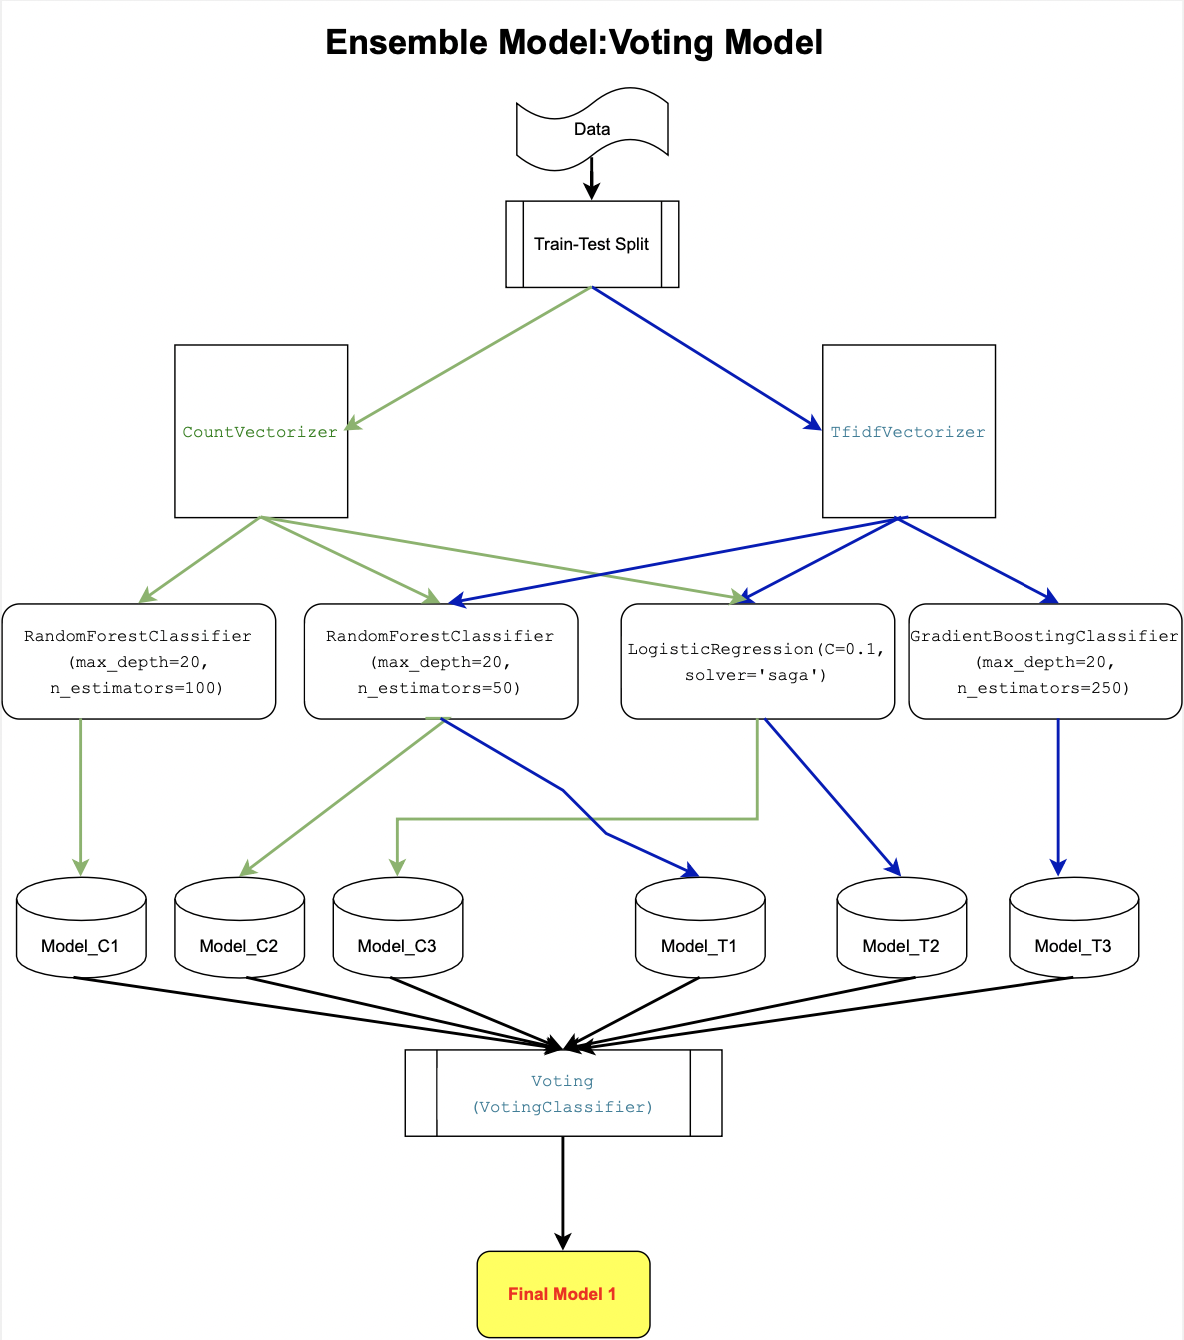 Ensemble Model:Voting Model
Data
Train-Test Split
CountVectorizer
TfidfVectorizer
RandomForestClassifier
(max_depth=20,
n_estimators=100)
RandomForestClassifier
(max_depth=20,
n_estimators=50)
LogisticRegression(C=0.1,
solver='saga')
GradientBoostingClassifier
(max_depth=20,
n_estimators=250)
Model_C1
Model_C2
Model_C3
Model_T1
Model_T2
Model_T3
Voting
(VotingClassifier)
Final Model 1